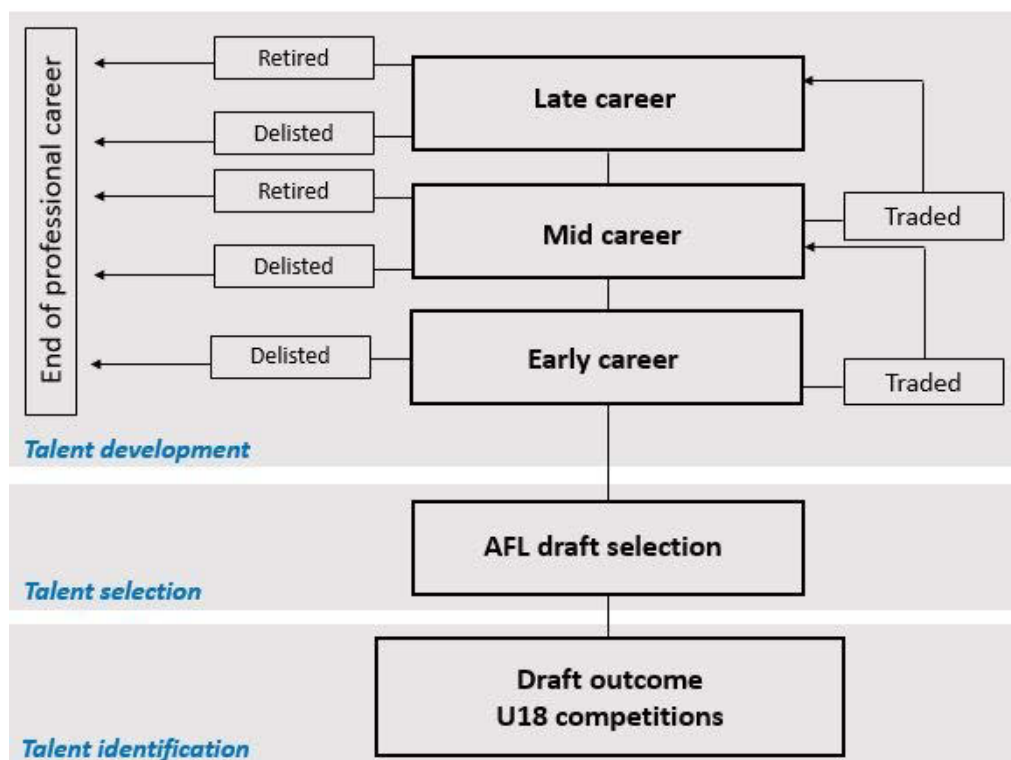 End of professional career
Retired
Late career
Delisted
Retired
Mid career
Traded
Delisted
Delisted
Early career
Traded
Talent development
AFL draft selection
Talent selection
Draft outcome
U18 competitions
Talent identification